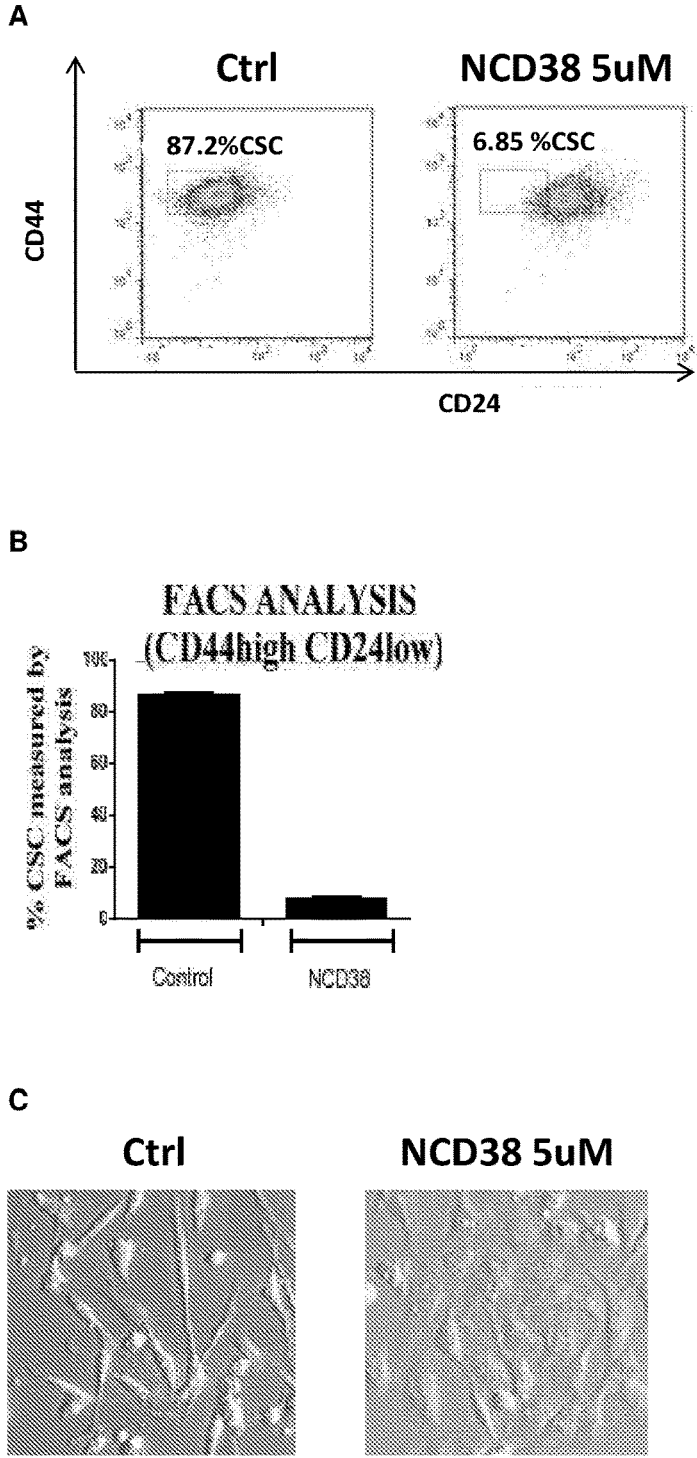 A
Ctrl
NCD38 5uM
87.2%CSC
6.85 %CSC
CD44
CD24
B
FACS ANALYSIS
(CD44high CD24low)
% CSC measured by
FACS analysis
100
80
60
40
20
0
Control
NCD38
C
Ctrl
NCD38 5uM